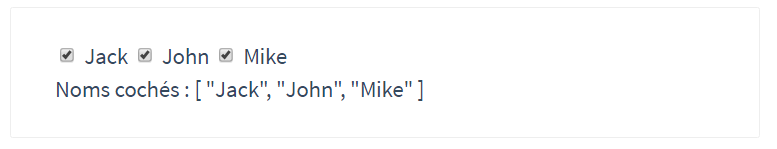 Jack John Mike
Noms cochés : [ "Jack", "John", "Mike" ]